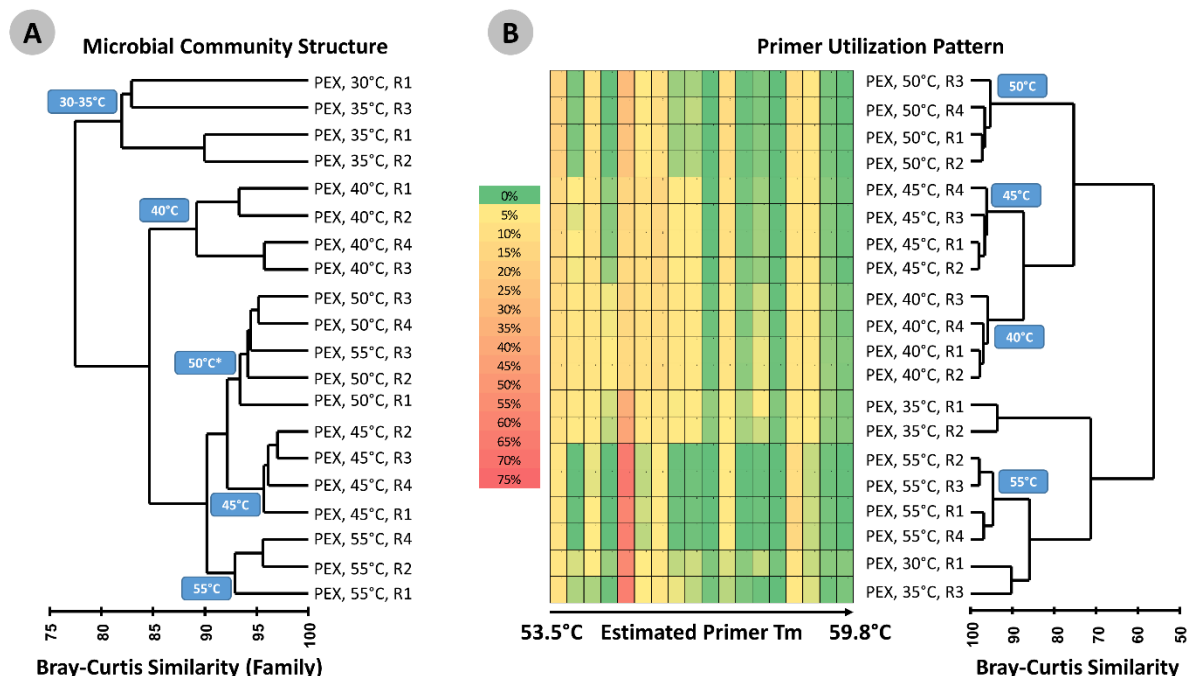 A
Microbial Community Structure
30-35°C
40°C
50°C*
45°C
55°C
PEX, 30°C, R1
PEX, 35°C, R3
PEX, 35°C, R1
PEX, 35°C, R2
PEX, 40°C, R1
PEX, 40°C, R2
PEX, 40°C, R4
PEX, 40°C, R3
PEX, 50°C, R3
PEX, 50°C, R4
PEX, 55°C, R3
PEX, 50°C, R2
PEX, 50°C, R1
PEX, 45°C, R2
PEX, 45°C, R3
PEX, 45°C, R4
PEX, 45°C, R1
PEX, 55°C, R4
PEX, 55°C, R2
PEX, 55°C, R1
75 80 85 90 95 100
Bray-Curtis Similarity (Family)
B
Primer Utilization Pattern
0%
5%
10%
15%
20%
25%
30%
35%
40%
45%
50%
55%
60%
65%
70%
75%
53.5°C Estimated Primer Tm 59.8°C
PEX, 50°C, R3
PEX, 50°C, R4
PEX, 50°C, R1
PEX, 50°C, R2
PEX, 45°C, R4
PEX, 45°C, R3
PEX, 45°C, R1
PEX, 45°C, R2
PEX, 40°C, R3
PEX, 40°C, R4
PEX, 40°C, R1
PEX, 40°C, R2
PEX, 35°C, R1
PEX, 35°C, R2
PEX, 55°C, R2
PEX, 55°C, R3
PEX, 55°C, R1
PEX, 55°C, R4
PEX, 30°C, R1
PEX, 35°C, R3
50°C
45°C
40°C
55°C
100 90 80 70 60 50
Bray-Curtis Similarity